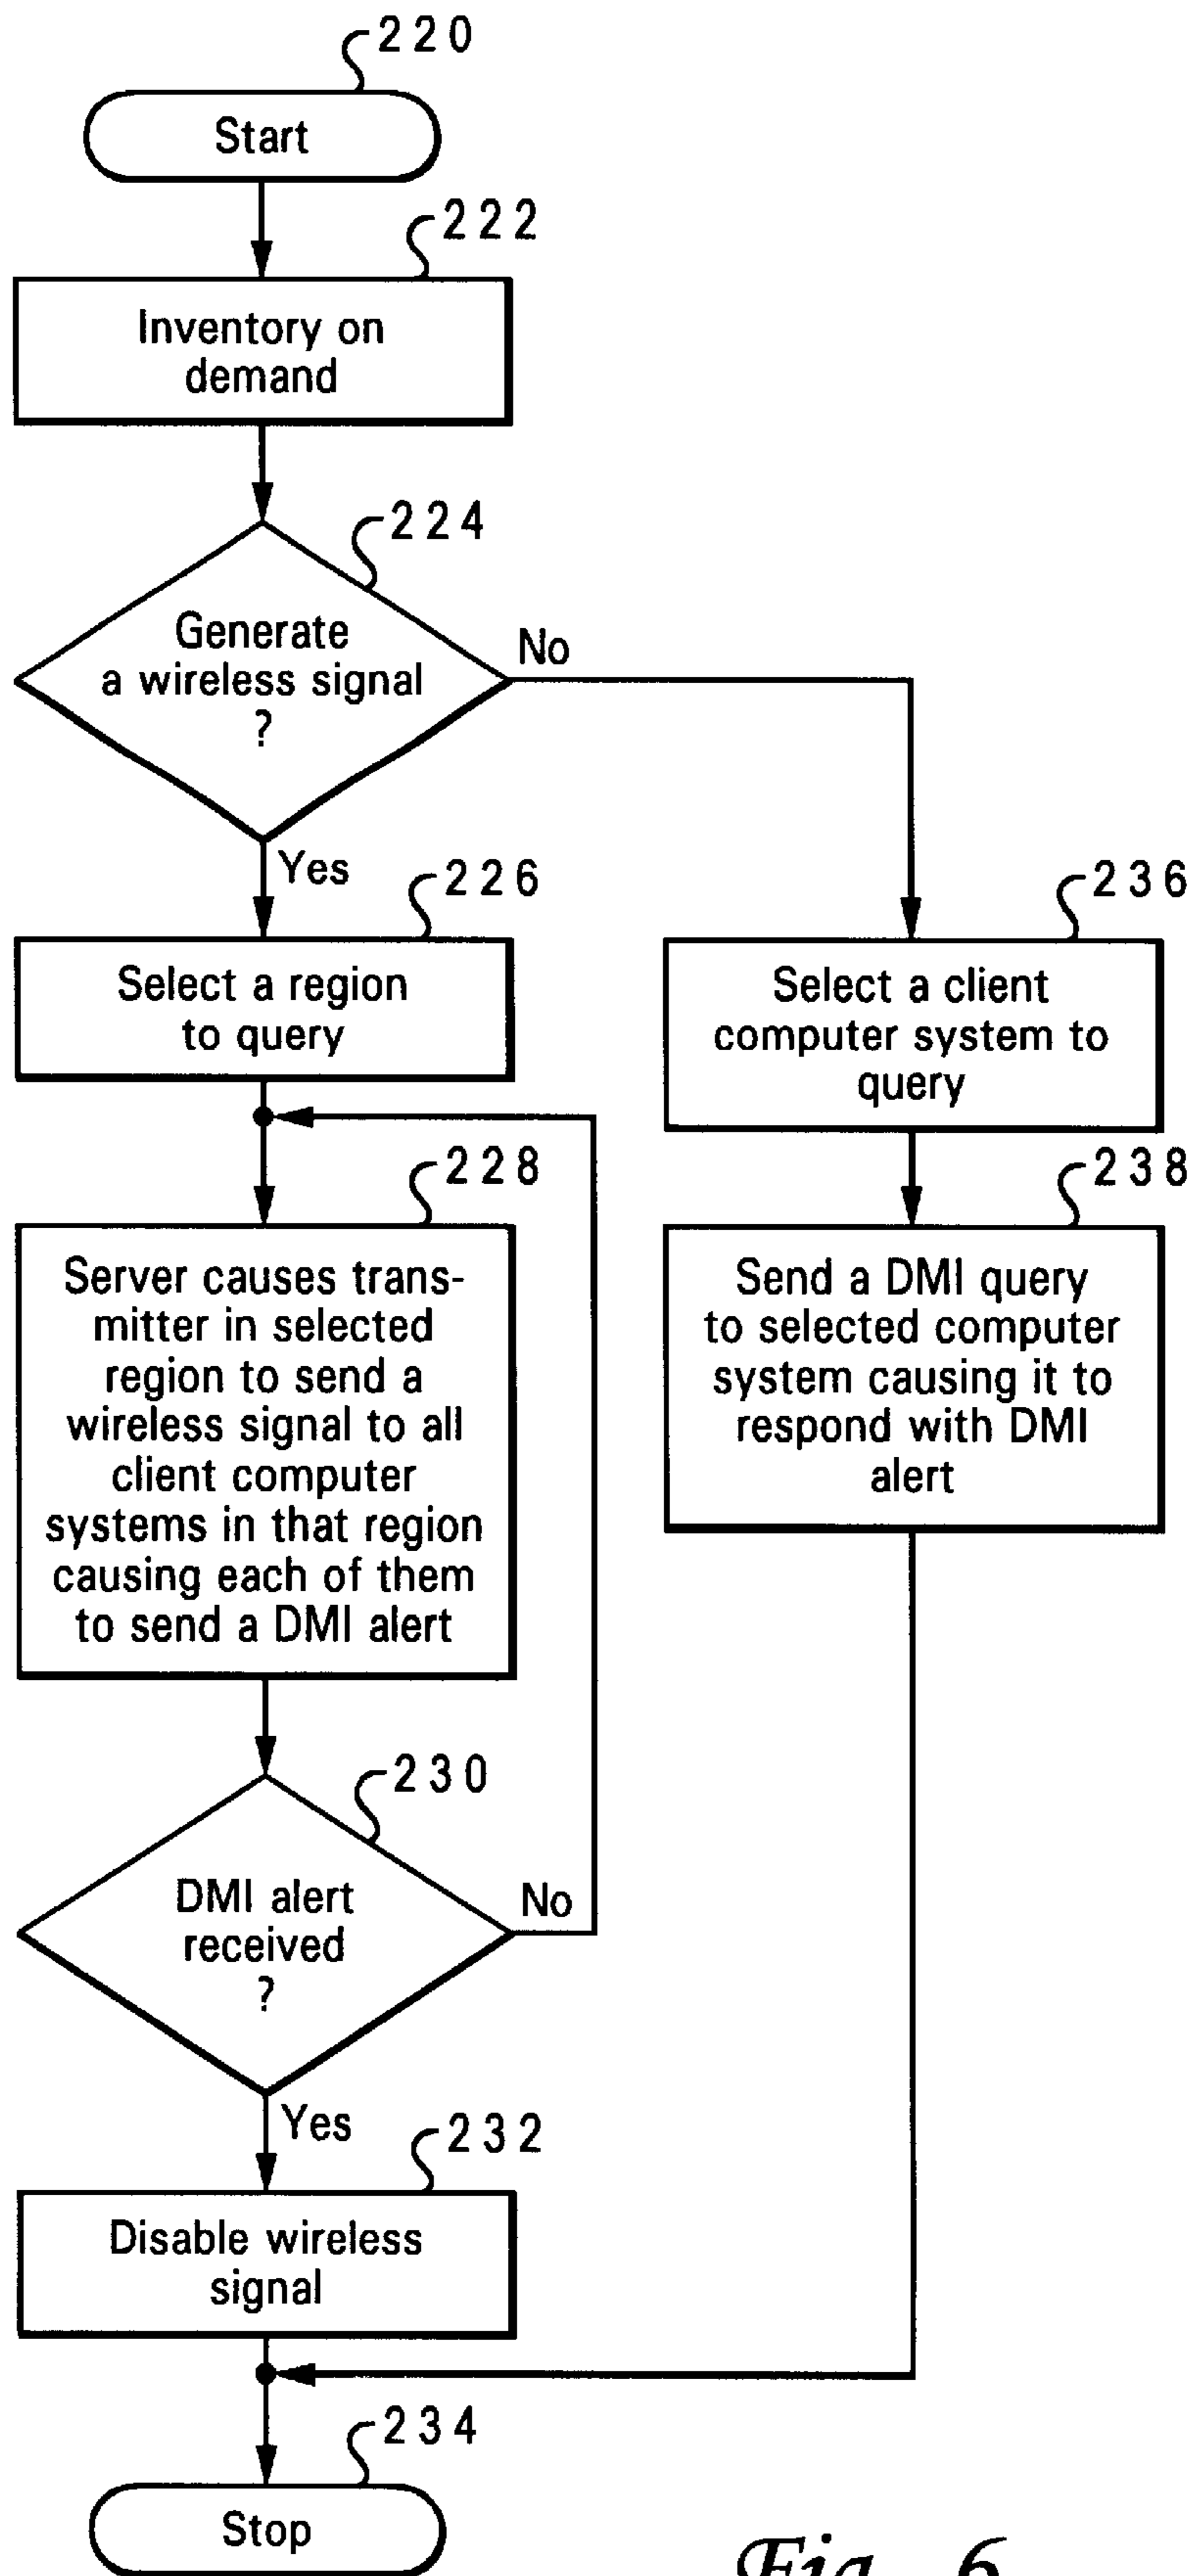 220
Start
222
Inventory on
demand
224
Generate
a wireless signal
?
No
Yes
226
Select a region
to query
236
Select a client
computer system to
query
228
Server causes trans-
mitter in selected
region to send a
wireless signal to all
client computer
systems in that region
causing each of them
to send a DMI alert
238
Send a DMI query
to selected computer
system causing it to
respond with DMI
alert
230
DMI alert
received
?
No
Yes
232
Disable wireless
signal
234
Stop
Fig. 6